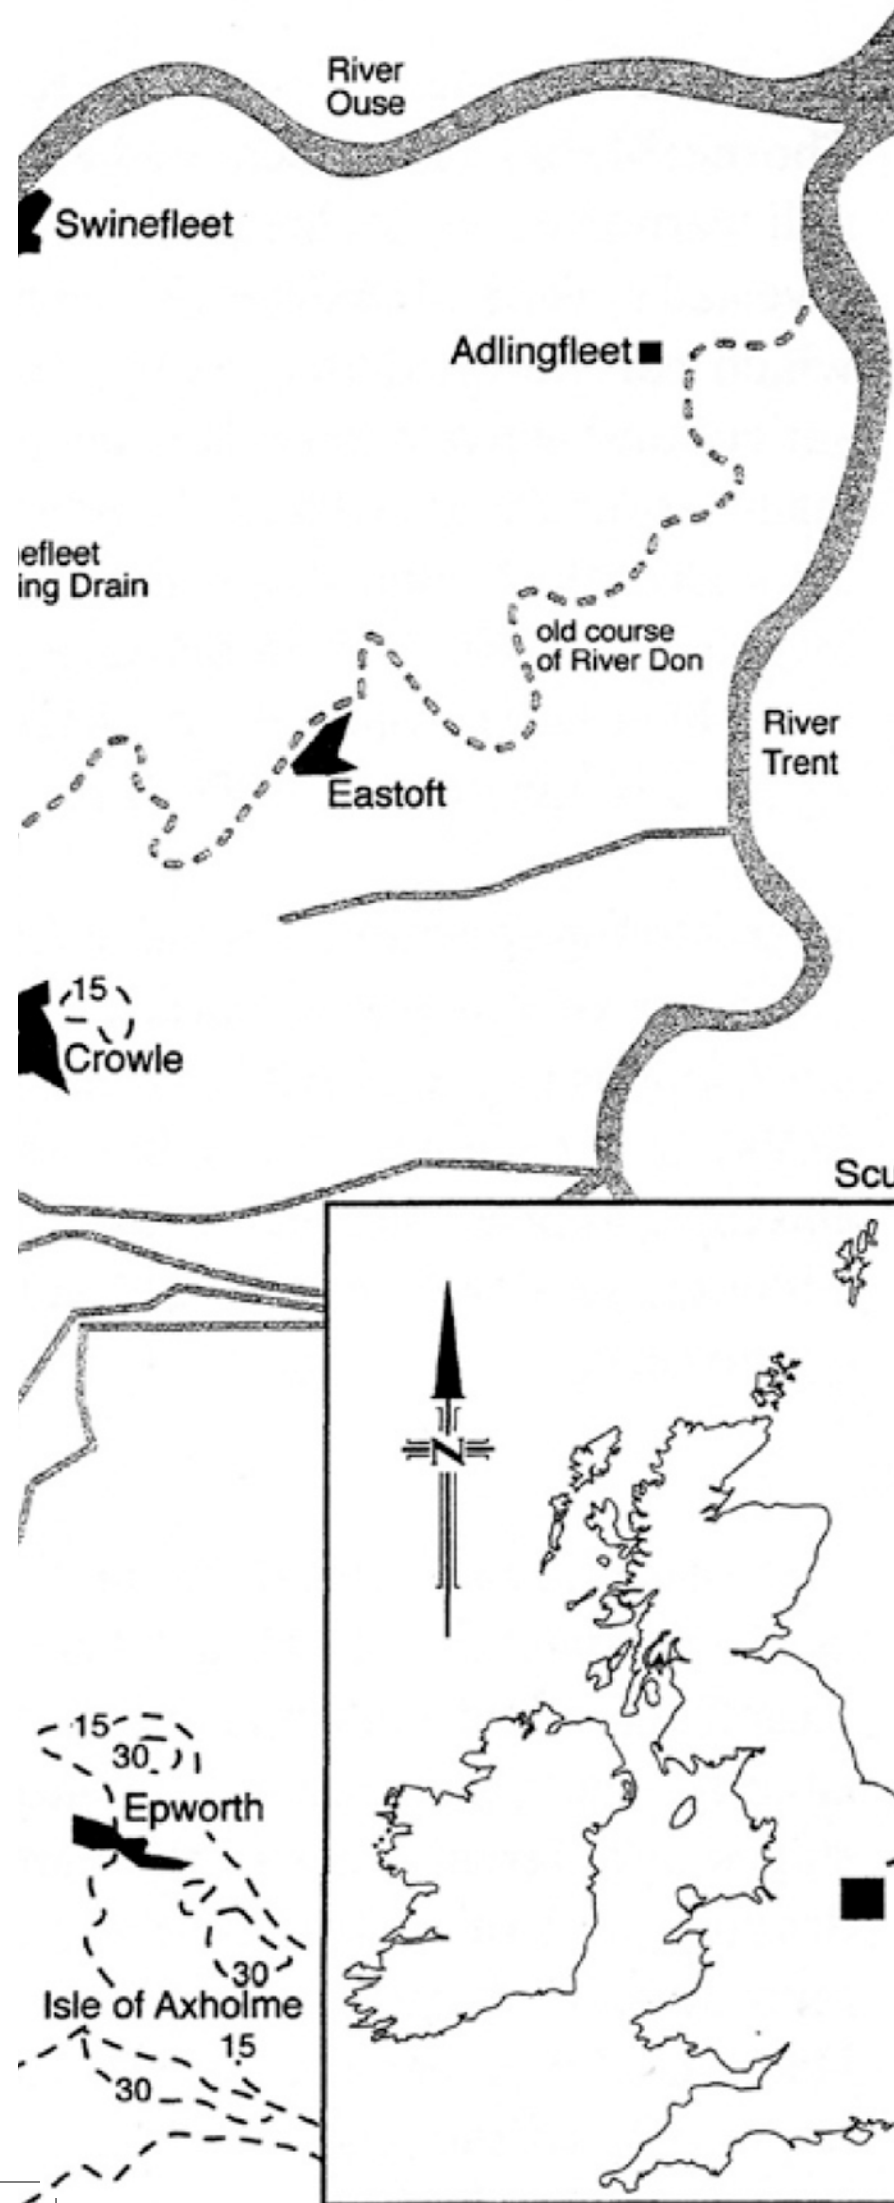 River
Ouse
Swinefleet
Adlingfleet
efleet
ing Drain
old course
of River Don
River
Trent
Eastoft
15
Crowle
Scu
N
15
30
Epworth
30
Isle of Axholme
15
30